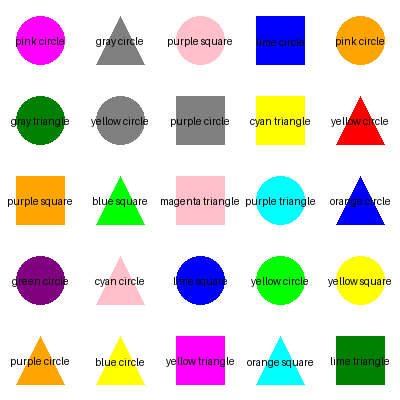 pink circle gray circle purple square lime circle pink circle
gray triangle yellow circle purple circle cyan triangle yellow circle
purple square blue square magenta triangle purple triangle orange circle
green circle cyan circle lime square yellow circle yellow square
purple circle blue circle yellow triangle orange square lime triangle